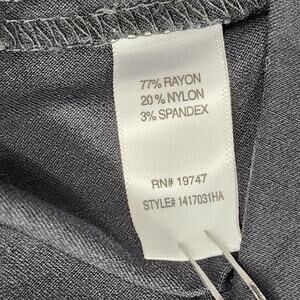 77% RAYON
20% NYLON
3% SPANDEX
RN# 19747
STYLE# 1417031HA